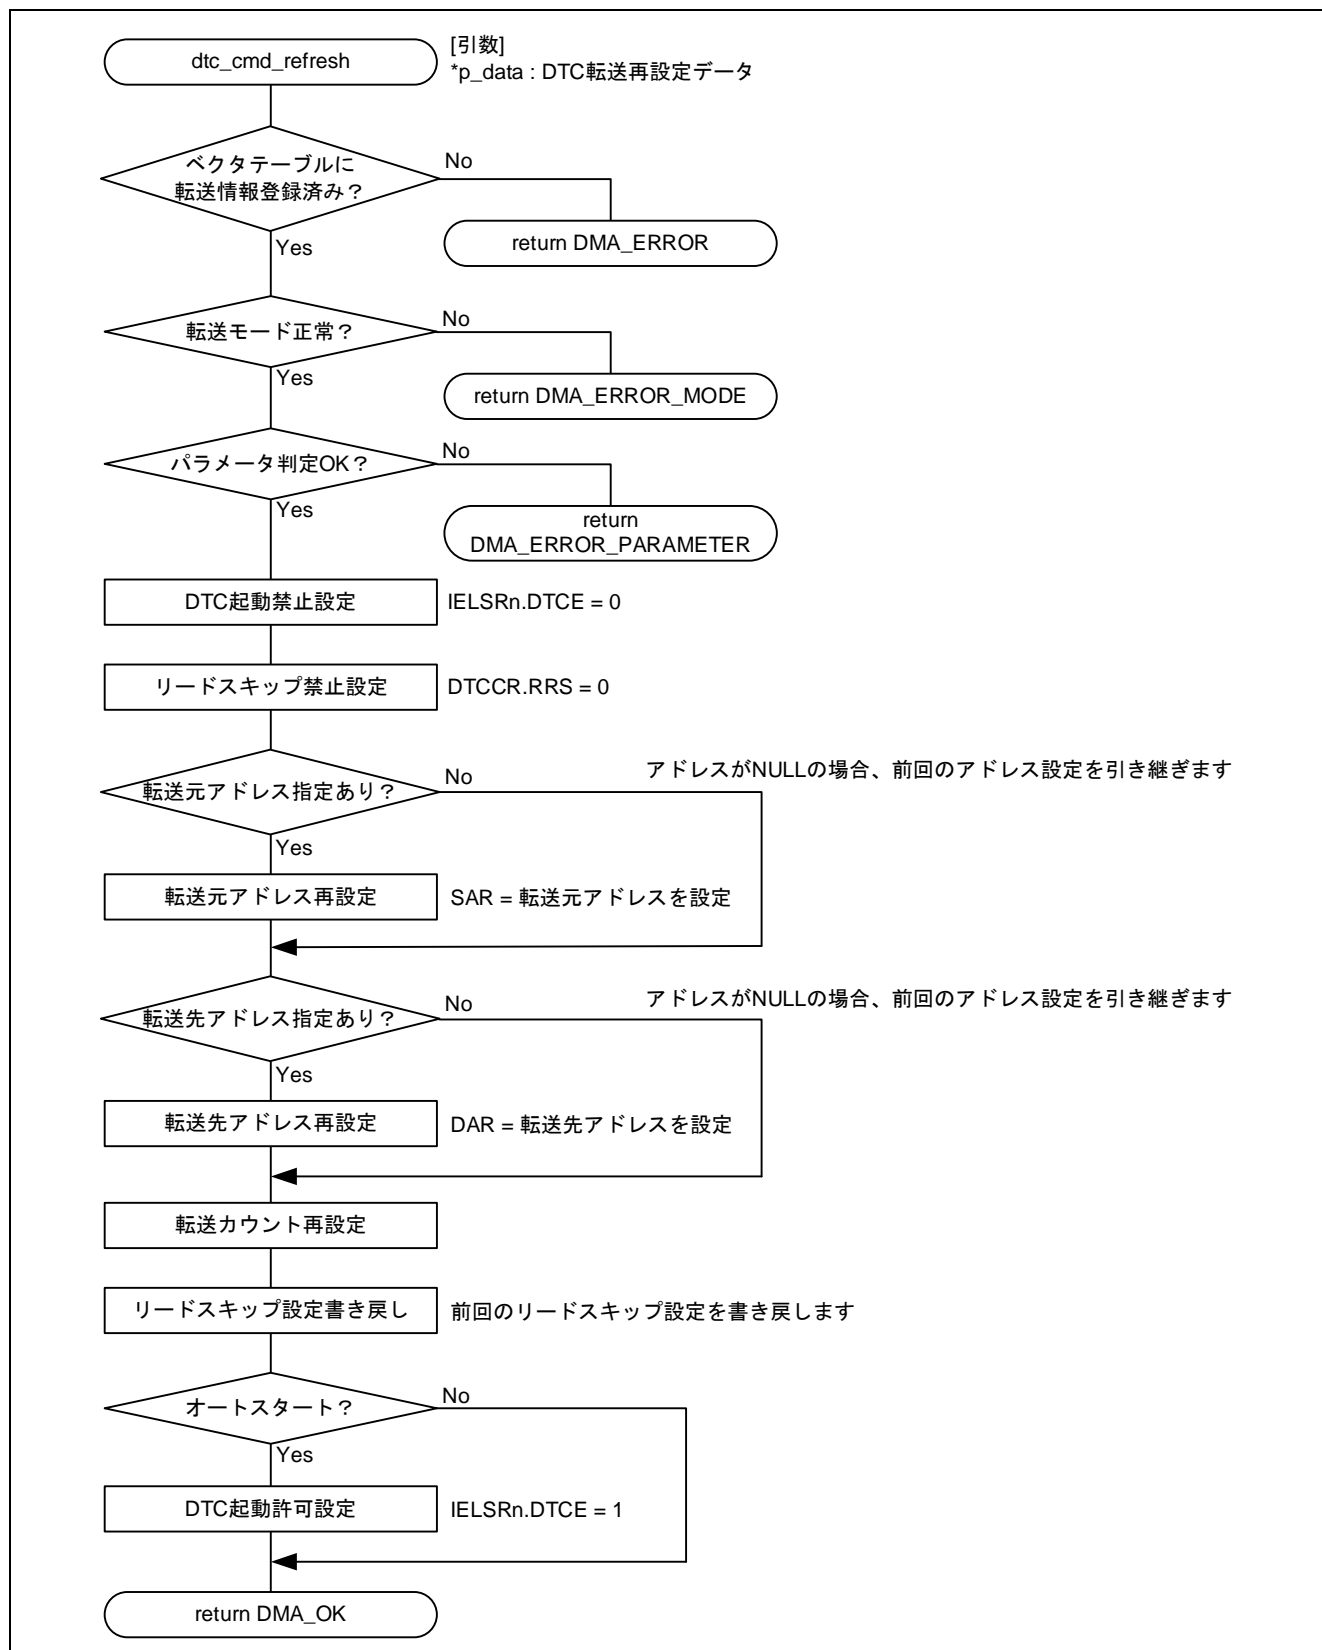 dtc_cmd_refresh
[引数]
*p_data : DTC転送再設定データ
ベクタテーブルに
転送情報登録済み？
No
return DMA_ERROR
Yes
転送モード正常？
No
return DMA_ERROR_MODE
Yes
パラメータ判定OK？
No
return
DMA_ERROR_PARAMETER
Yes
DTC起動禁止設定
IELSRn.DTCE = 0
リードスキップ禁止設定
DTCCR.RRS = 0
転送元アドレス指定あり？
No
アドレスがNULLの場合、前回のアドレス設定を引き継ぎます
Yes
転送元アドレス再設定
SAR = 転送元アドレスを設定
転送先アドレス指定あり？
No
アドレスがNULLの場合、前回のアドレス設定を引き継ぎます
Yes
転送先アドレス再設定
DAR = 転送先アドレスを設定
転送カウント再設定
リードスキップ設定書き戻し
前回のリードスキップ設定を書き戻します
オートスタート？
No
Yes
DTC起動許可設定
IELSRn.DTCE = 1
return DMA_OK